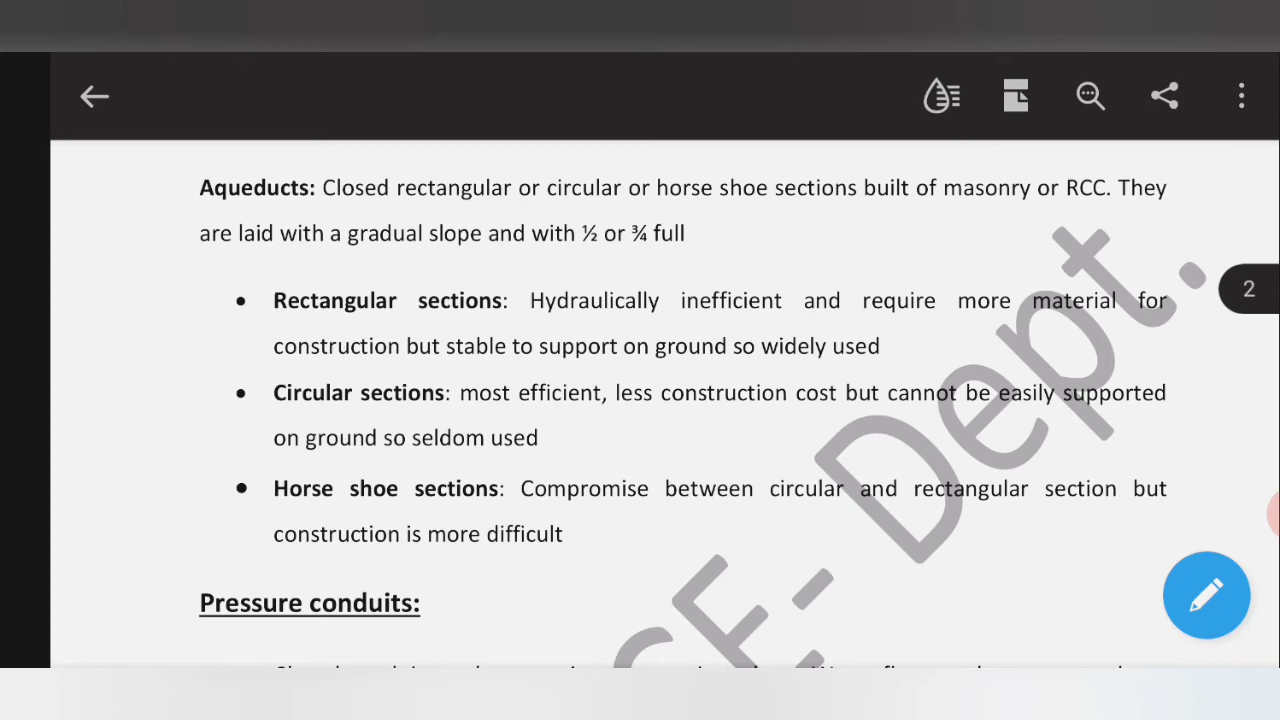 Aqueducts: Closed rectangular or circular or horse shoe sections built of masonry or RCC. They
are laid with a gradual slope and with ½ or ¾ full
2
• Rectangular sections: Hydraulically inefficient and require more material for
construction but stable to support on ground so widely used
• Circular sections: most efficient, less construction cost but cannot be easily supported
on ground so seldom used
• Horse shoe sections: Compromise between circular and rectangular section but
construction is more difficult
Pressure conduits:
CE- Dept.